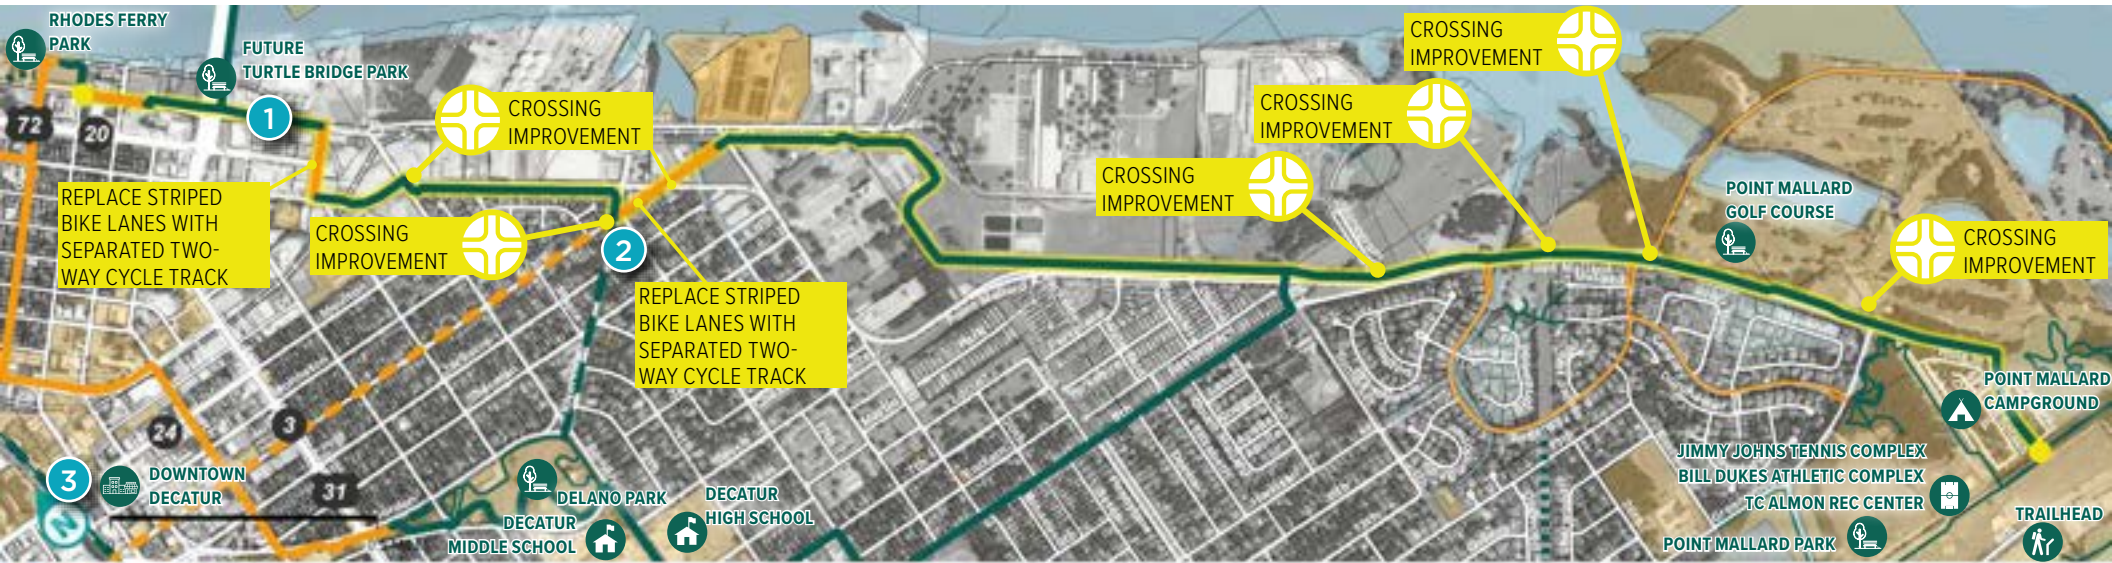 RHODES FERRY
PARK
FUTURE
TURTLE BRIDGE PARK
72
20
1
CROSSING
IMPROVEMENT
REPLACE STRIPED
BIKE LANES WITH
SEPARATED TWO-
WAY CYCLE TRACK
CROSSING
IMPROVEMENT
2
REPLACE STRIPED
BIKE LANES WITH
SEPARATED TWO-
WAY CYCLE TRACK
CROSSING
IMPROVEMENT
CROSSING
IMPROVEMENT
CROSSING
IMPROVEMENT
POINT MALLARD
GOLF COURSE
CROSSING
IMPROVEMENT
24
3
31
3
DOWNTOWN
DECATUR
DELANO PARK
DECATUR
MIDDLE SCHOOL
DECATUR
HIGH SCHOOL
POINT MALLARD
CAMPGROUND
JIMMY JOHNS TENNIS COMPLEX
BILL DUKES ATHLETIC COMPLEX
TC ALMON REC CENTER
POINT MALLARD PARK
TRAILHEAD